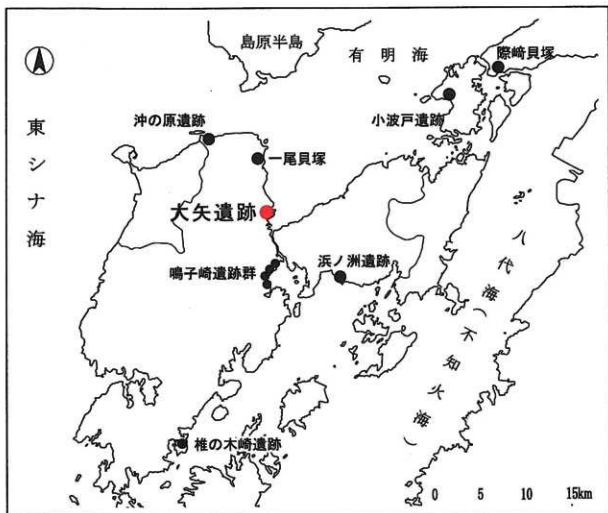 島原半島
有明海
際﨑貝塚
小波戸遺跡
沖の原遺跡
一尾貝塚
東シナ海
大矢遺跡
鳴子崎遺跡群
浜ノ洲遺跡
八代海(不知火海)
椎の木崎遺跡
0 5 10 15km